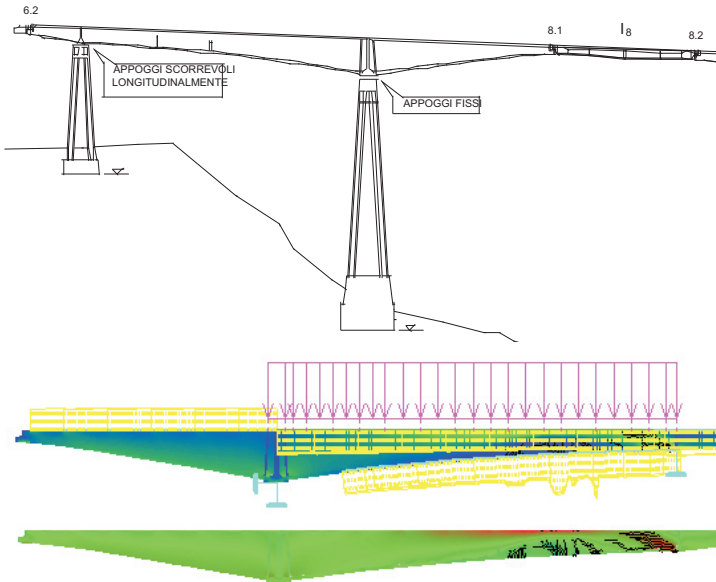 6.2
8.1
I8
8.2
APPOGGI SCORREVOLI
LONGITUDINALMENTE
APPOGGI FISSI